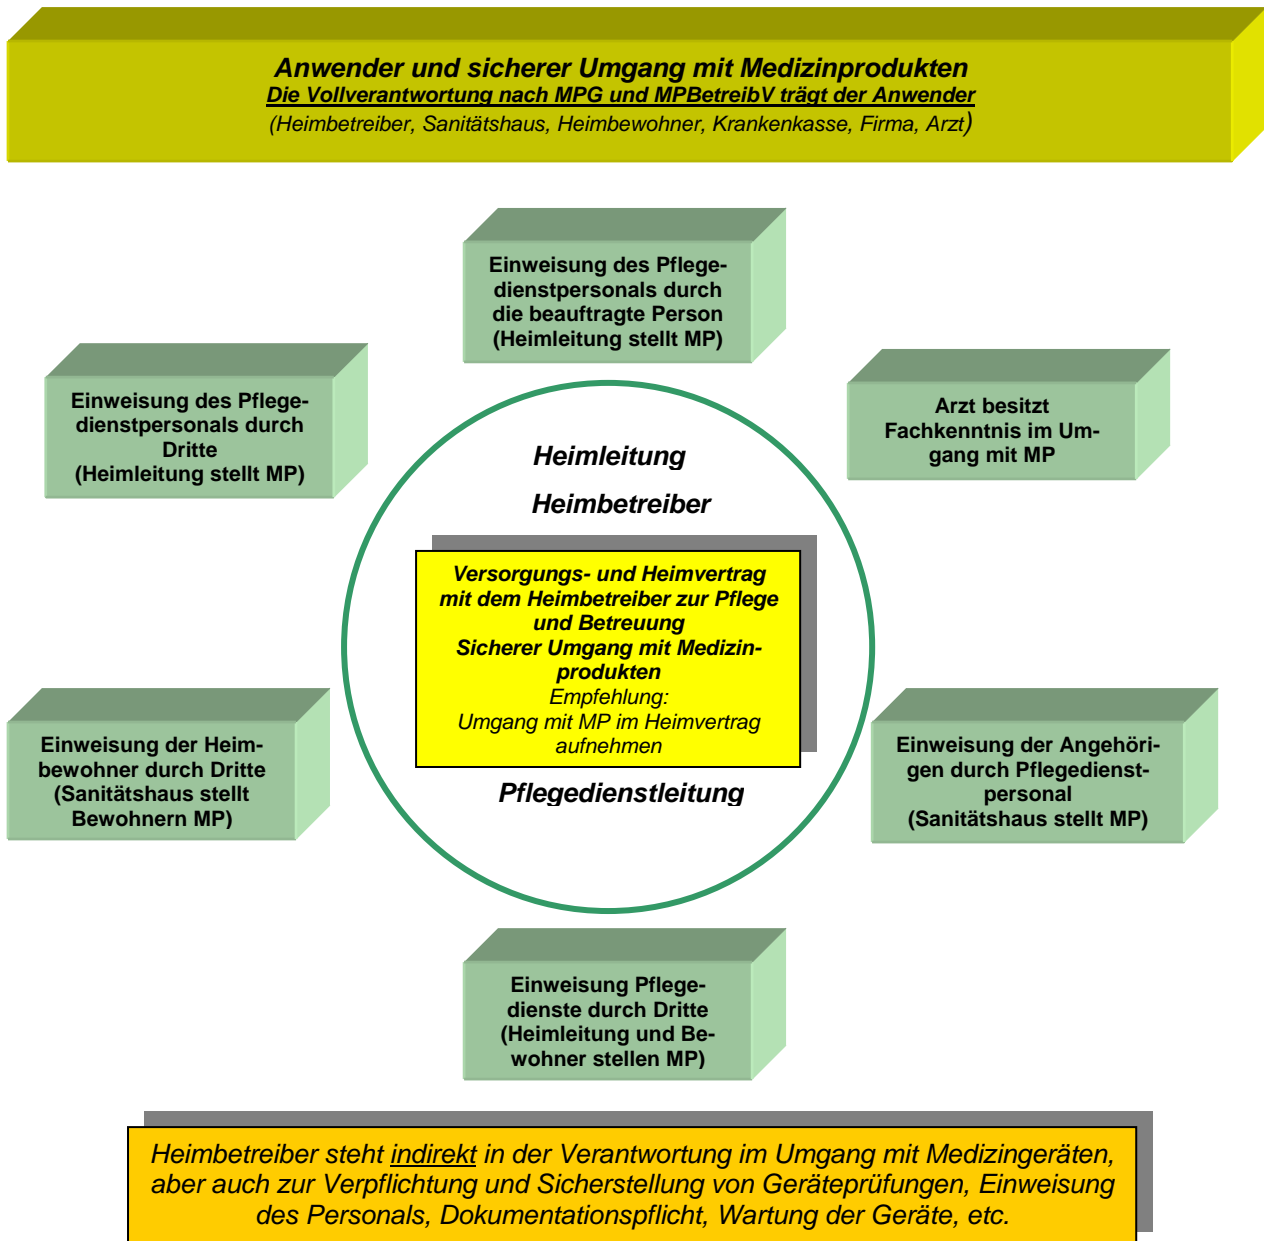 Anwender und sicherer Umgang mit Medizinprodukten
Die Vollverantwortung nach MPG und MPBetreibV trägt der Anwender
(Heimbetreiber, Sanitätshaus, Heimbewohner, Krankenkasse, Firma, Arzt)
Einweisung des Pflege-
dienstpersonals durch
die beauftragte Person
(Heimleitung stellt MP)
Einweisung des Pflege-
dienstpersonals durch
Dritte
(Heimleitung stellt MP)
Arzt besitzt
Fachkenntnis im Um-
gang mit MP
Heimleitung
Heimbetreiber
Versorgungs- und Heimvertrag
mit dem Heimbetreiber zur Pflege
und Betreuung
Sicherer Umgang mit Medizin-
produkten
Empfehlung:
Umgang mit MP im Heimvertrag
aufnehmen
Pflegedienstleitung
Einweisung der Heim-
bewohner durch Dritte
(Sanitätshaus stellt
Bewohnern MP)
Einweisung der Angehöri-
gen durch Pflegedienst-
personal
(Sanitätshaus stellt MP)
Einweisung Pflege-
dienste durch Dritte
(Heimleitung und Be-
wohner stellen MP)
Heimbetreiber steht indirekt in der Verantwortung im Umgang mit Medizingeräten,
aber auch zur Verpflichtung und Sicherstellung von Geräteprüfungen, Einweisung
des Personals, Dokumentationspflicht, Wartung der Geräte, etc.